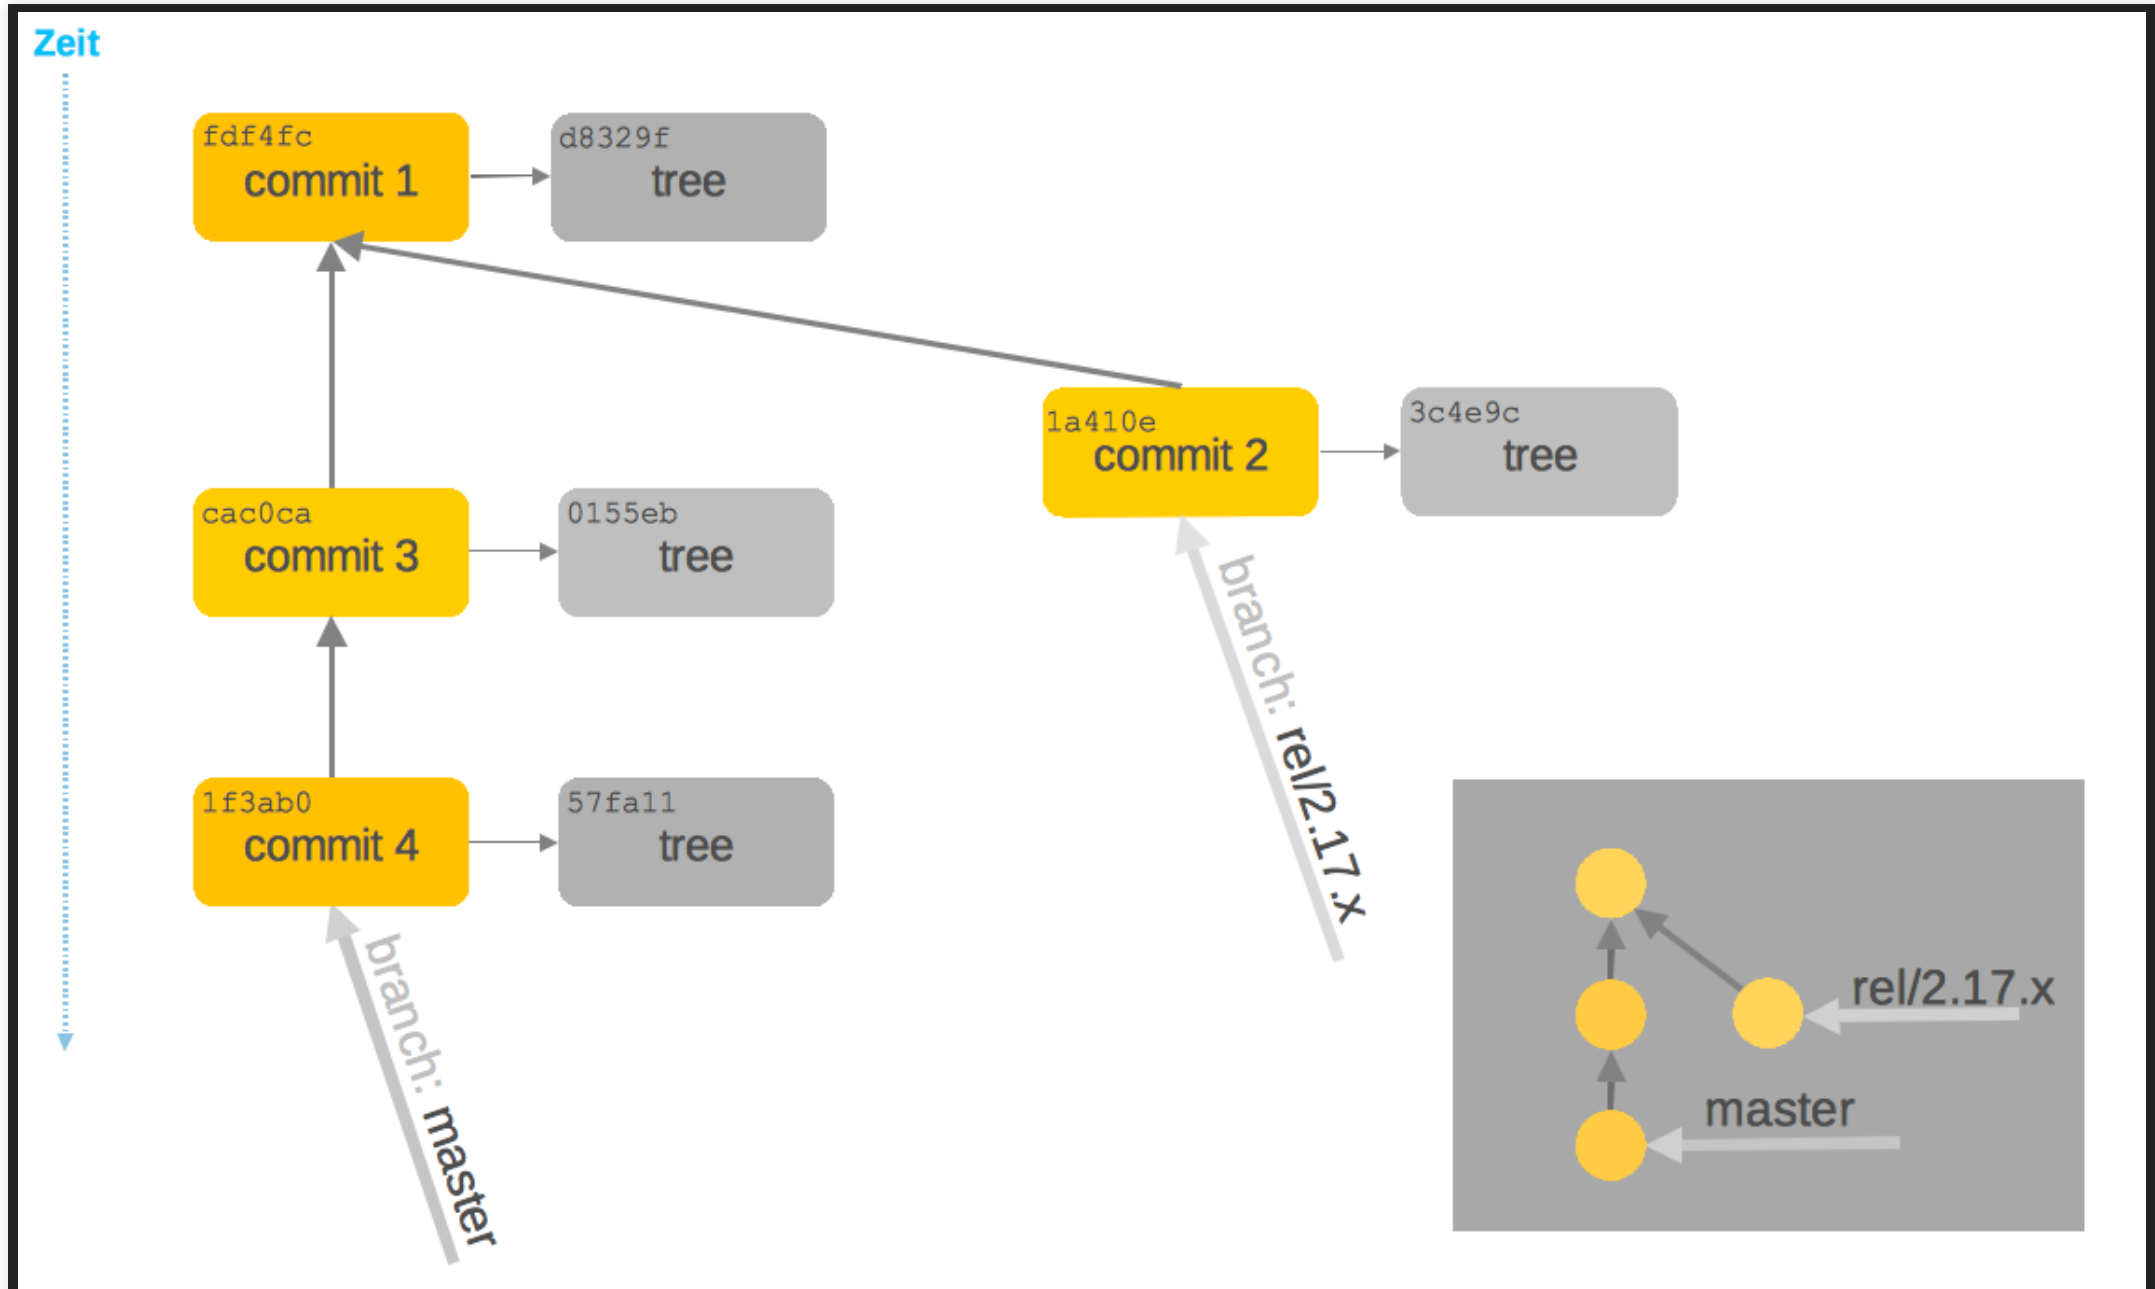 Zeit
fdf4fc
commit 1
d8329f
tree
1a410e
commit 2
3c4e9c
tree
cac0ca
commit 3
0155eb
tree
branch: rel/2.17.x
1f3ab0
commit 4
57fa11
tree
branch: master
rel/2.17.x
master